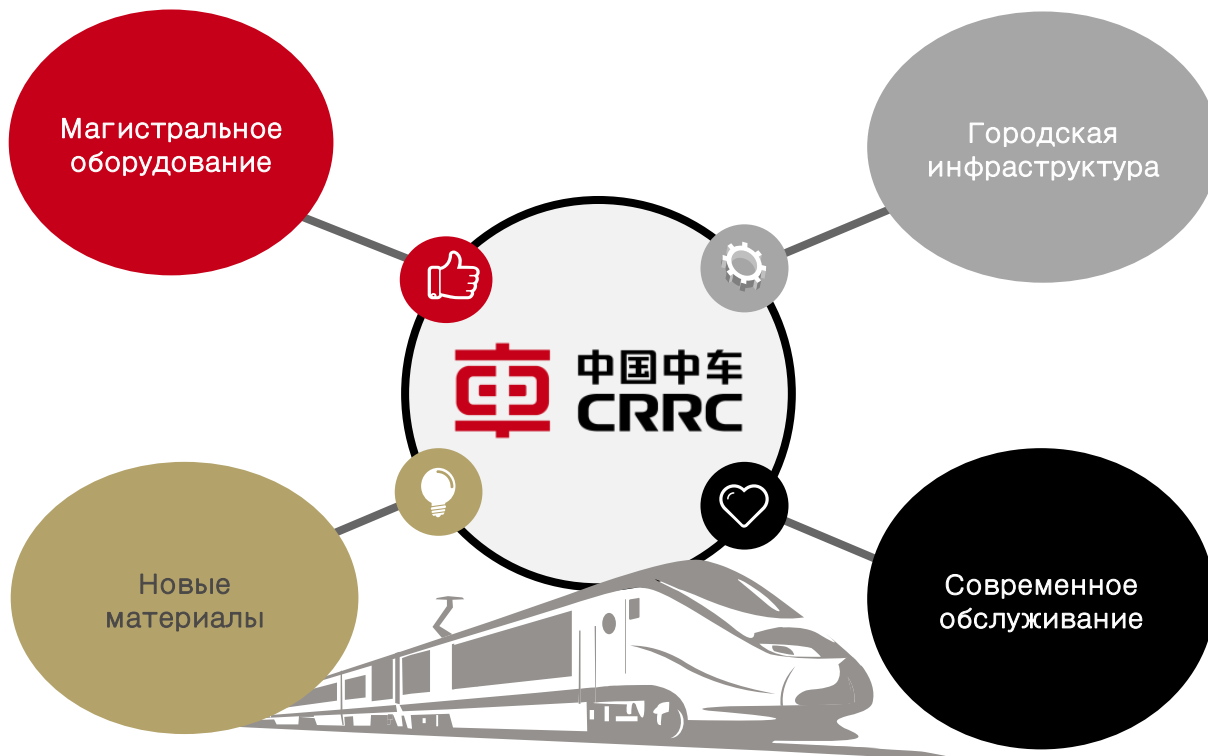 Магистральное
оборудование
Городская
инфраструктура
中国中车
CRRC
Новые
материалы
Современное
обслуживание